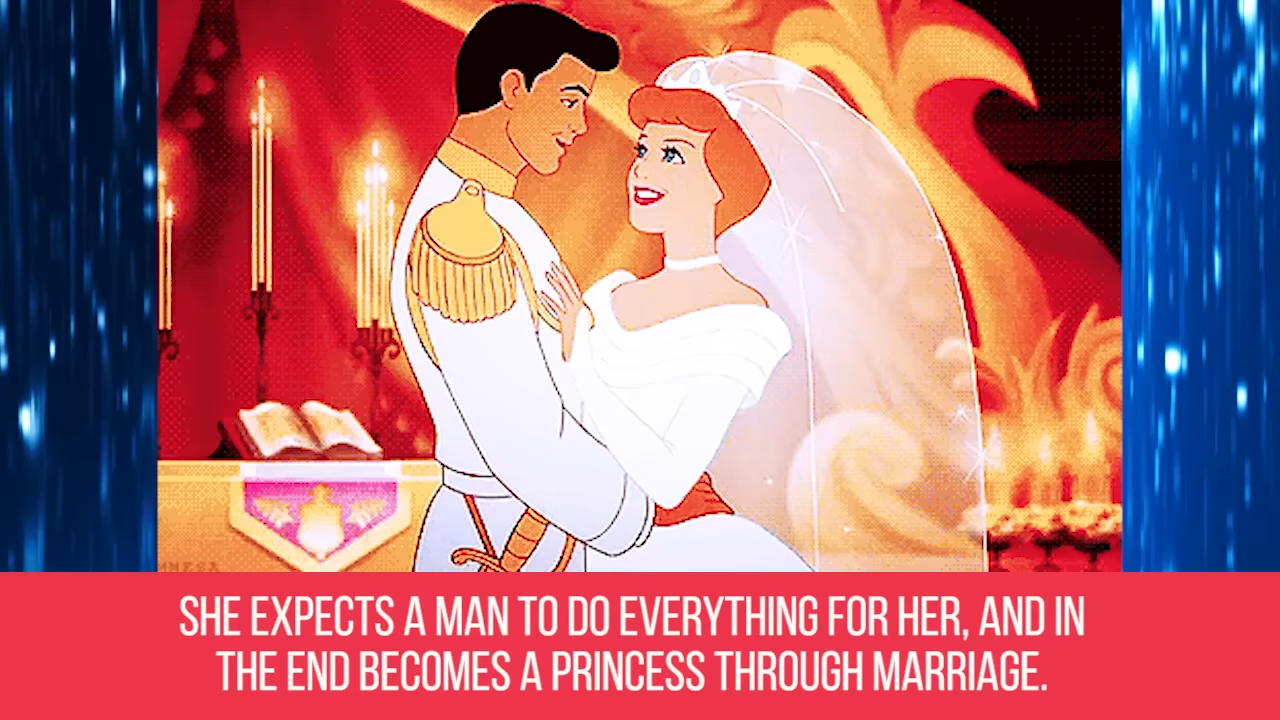 SHE EXPECTS A MAN TO DO EVERYTHING FOR HER, AND IN
THE END BECOMES A PRINCESS THROUGH MARRIAGE.